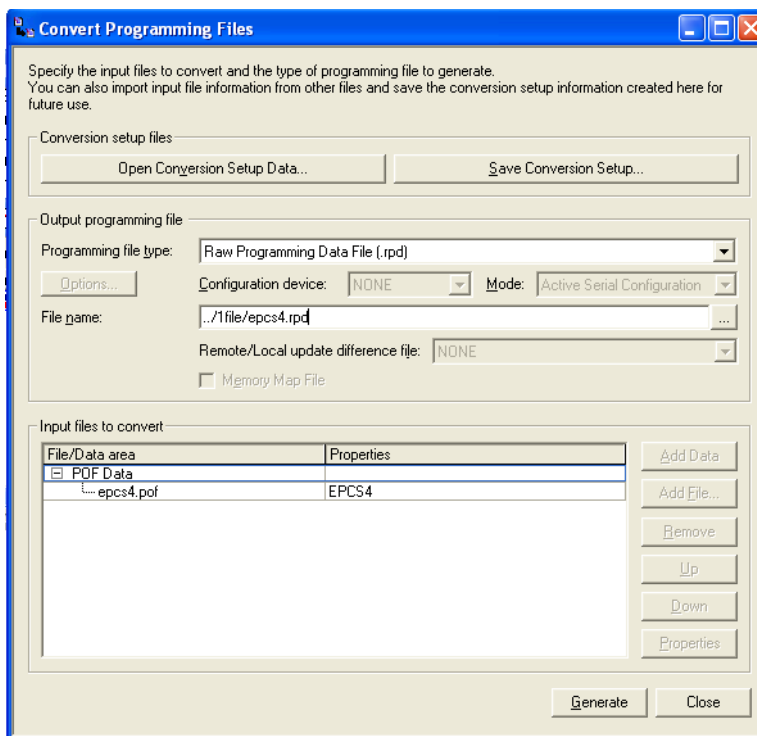 Convert Programming Files
Specify the input files to convert and the type of programming file to generate.
You can also import input file information from other files and save the conversion setup information created here for
future use.
Conversion setup files
Open Conversion Setup Data...
Save Conversion Setup...
Output programming file
Programming file type:
Raw Programming Data File (.rpd)
Options...
Configuration device:
NONE
Mode:
Active Serial Configuration
File name:
../1file/epcs4.rpd
...
Remote/Local update difference file:
NONE
Memory Map File
Input files to convert
File/Data area
Properties
Add Data
POF Data
epcs4.pof
EPCS4
Add File...
Remove
Up
Down
Properties
Generate
Close